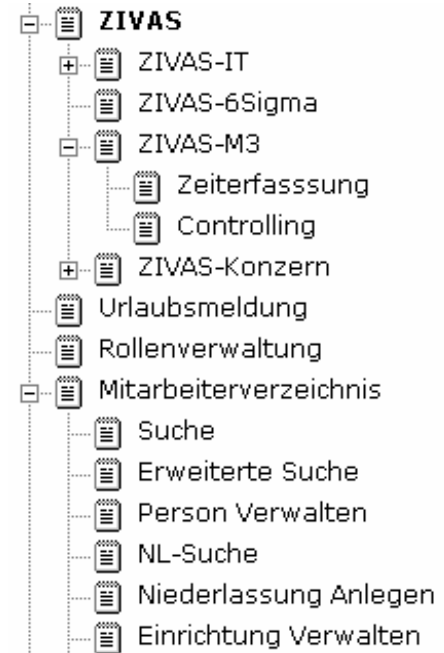 ZIVAS
ZIVAS-IT
ZIVAS-6Sigma
ZIVAS-M3
Zeiterfasssung
Controlling
ZIVAS-Konzern
Urlaubsmeldung
Rollenverwaltung
Mitarbeiterverzeichnis
Suche
Erweiterte Suche
Person Verwalten
NL-Suche
Niederlassung Anlegen
Einrichtung Verwalten